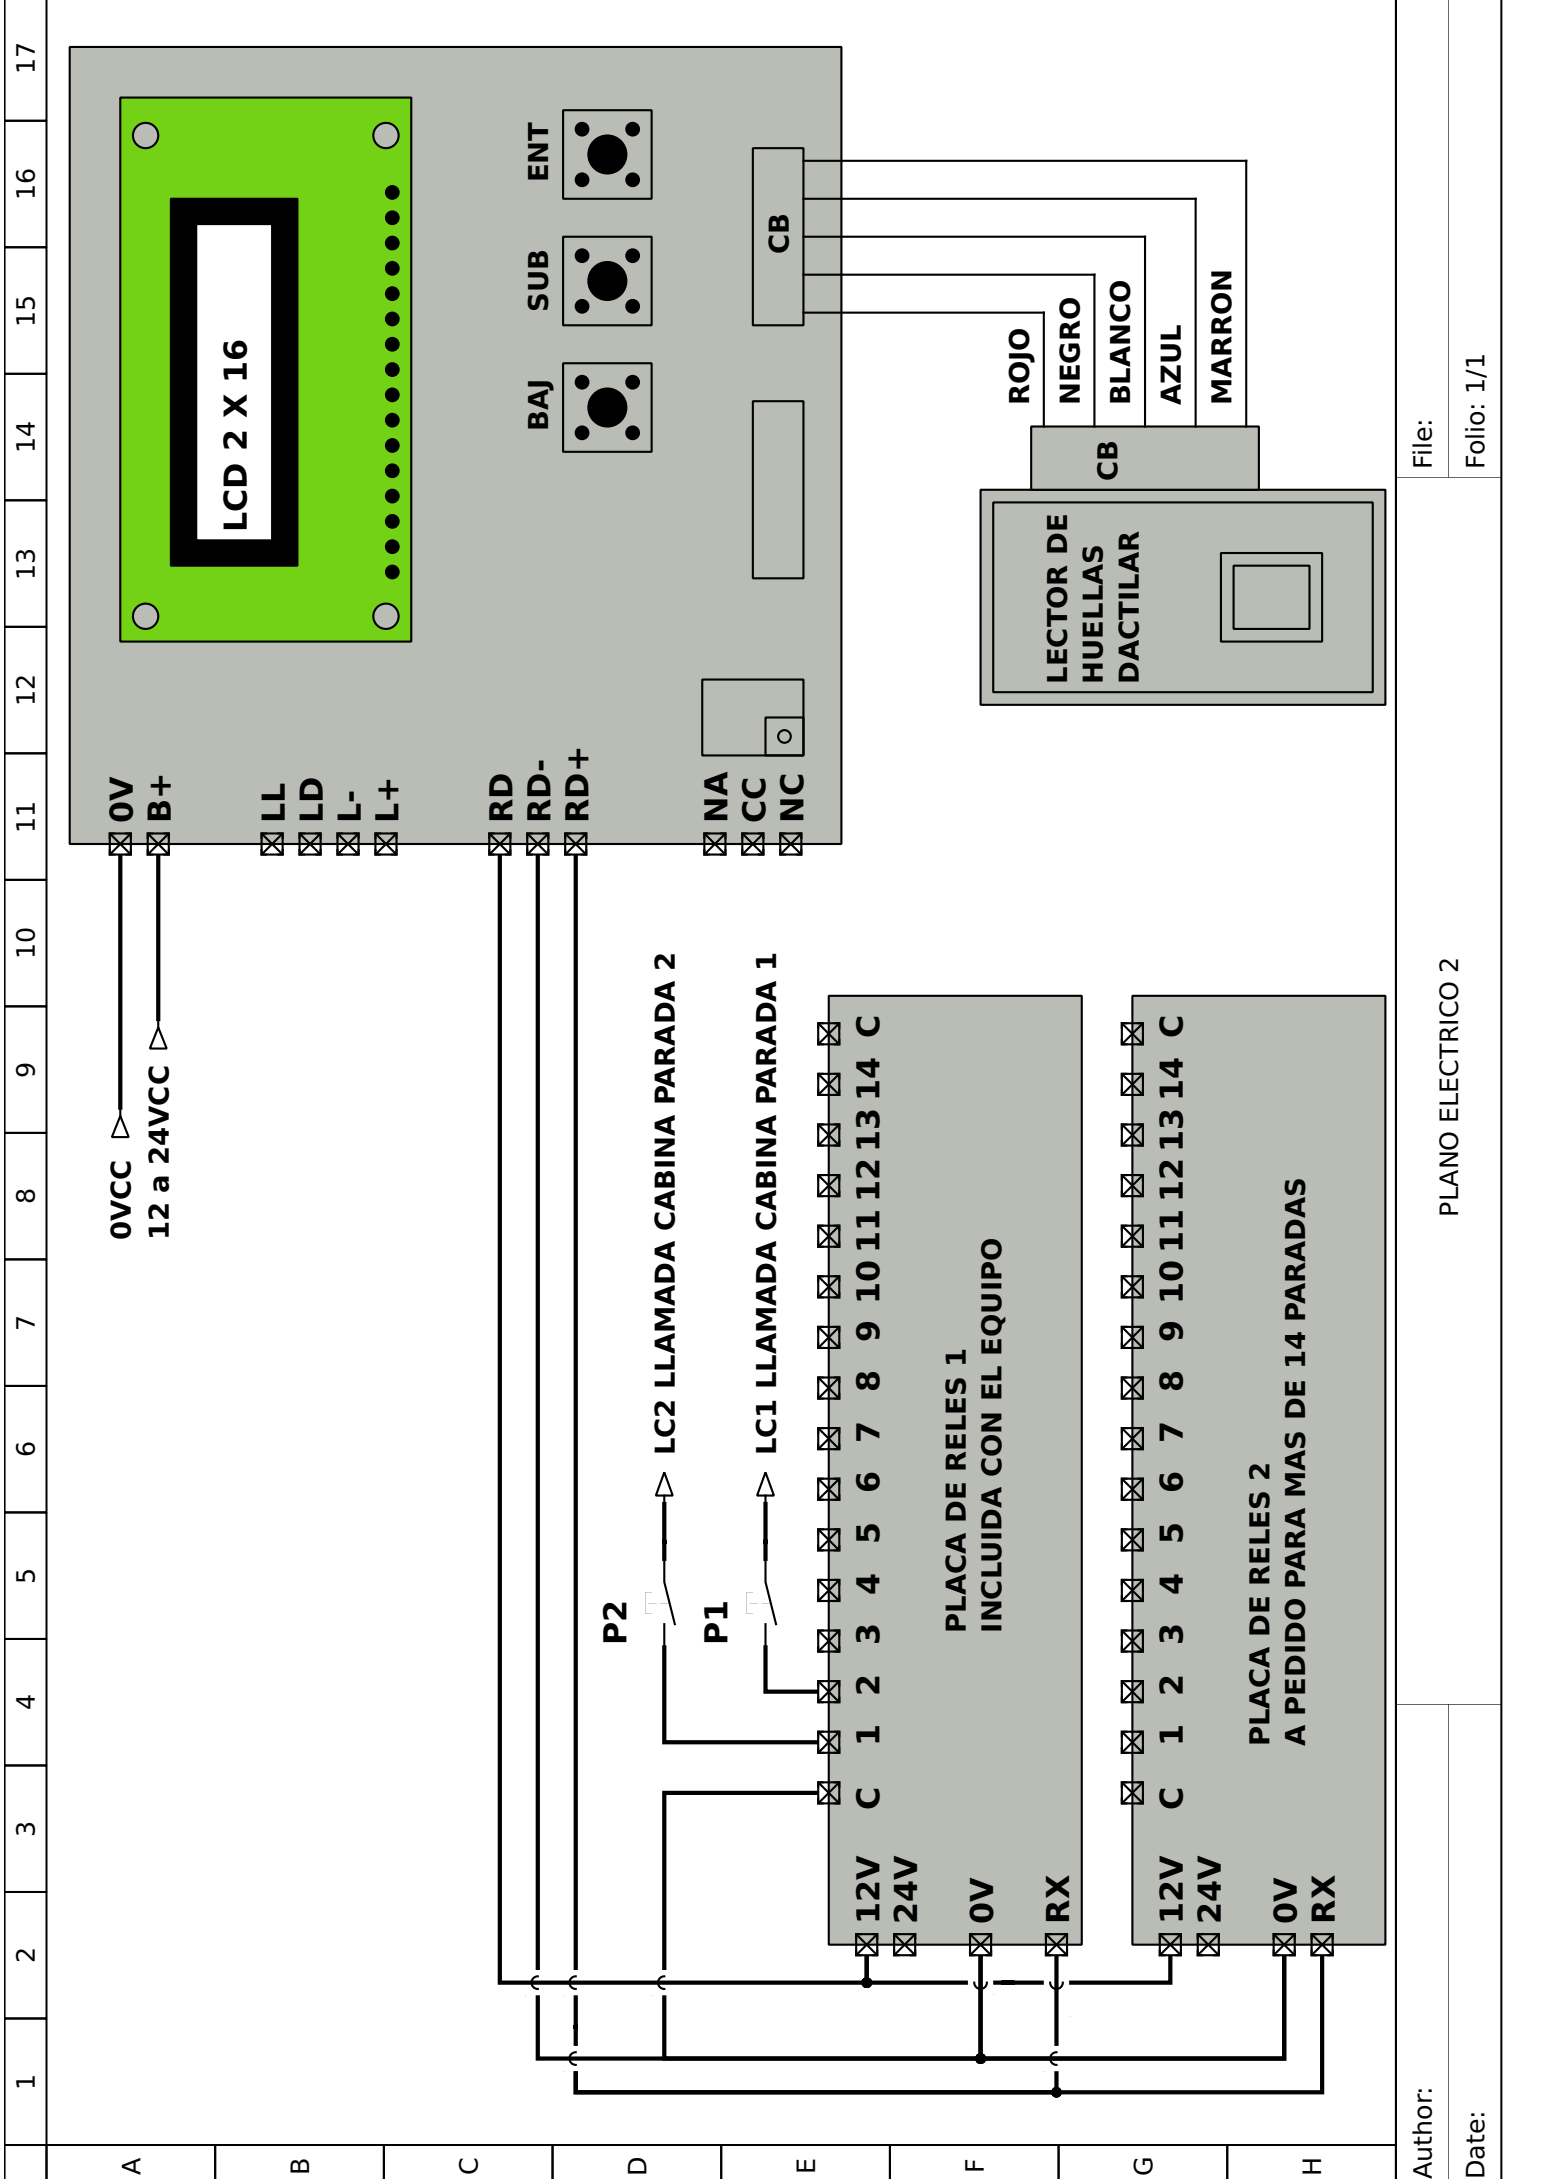 LCD 2 X 16
BAJ
SUB
ENT
CB
0V
B+
LL
LD
L-
L+
RD
RD-
RD+
NA
CC
NC
0VCC
12 a 24VCC
ROJO
NEGRO
BLANCO
AZUL
MARRON
CB
LECTOR DE
HUELLAS
DACTILAR
P2
LC2 LLAMADA CABINA PARADA 2
P1
LC1 LLAMADA CABINA PARADA 1
C 1 2 3 4 5 6 7 8 9 10 11 12 13 14 C
12V
24V
0V
RX
PLACA DE RELES 1
INCLUIDA CON EL EQUIPO
C 1 2 3 4 5 6 7 8 9 10 11 12 13 14 C
12V
24V
0V
RX
PLACA DE RELES 2
A PEDIDO PARA MAS DE 14 PARADAS
1 2 3 4 5 6 7 8 9 10 11 12 13 14 15 16 17
A
B
C
D
E
F
G
H
Author:
Date:
PLANO ELECTRICO 2
File:
Folio: 1/1